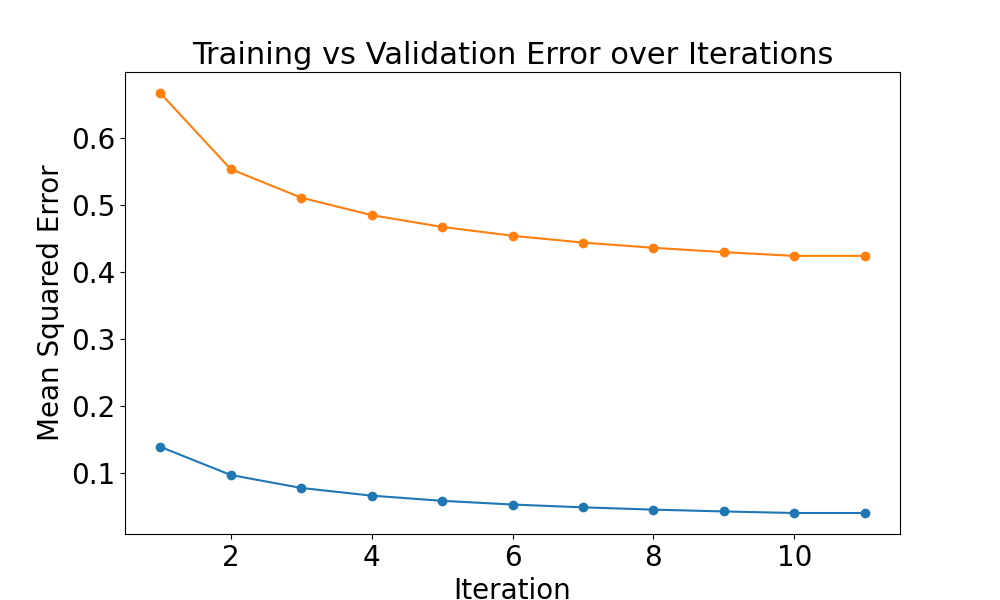 Training vs Validation Error over Iterations
Mean Squared Error
0.6
0.5
0.4
0.3
0.2
0.1
2 4 6 8 10
Iteration